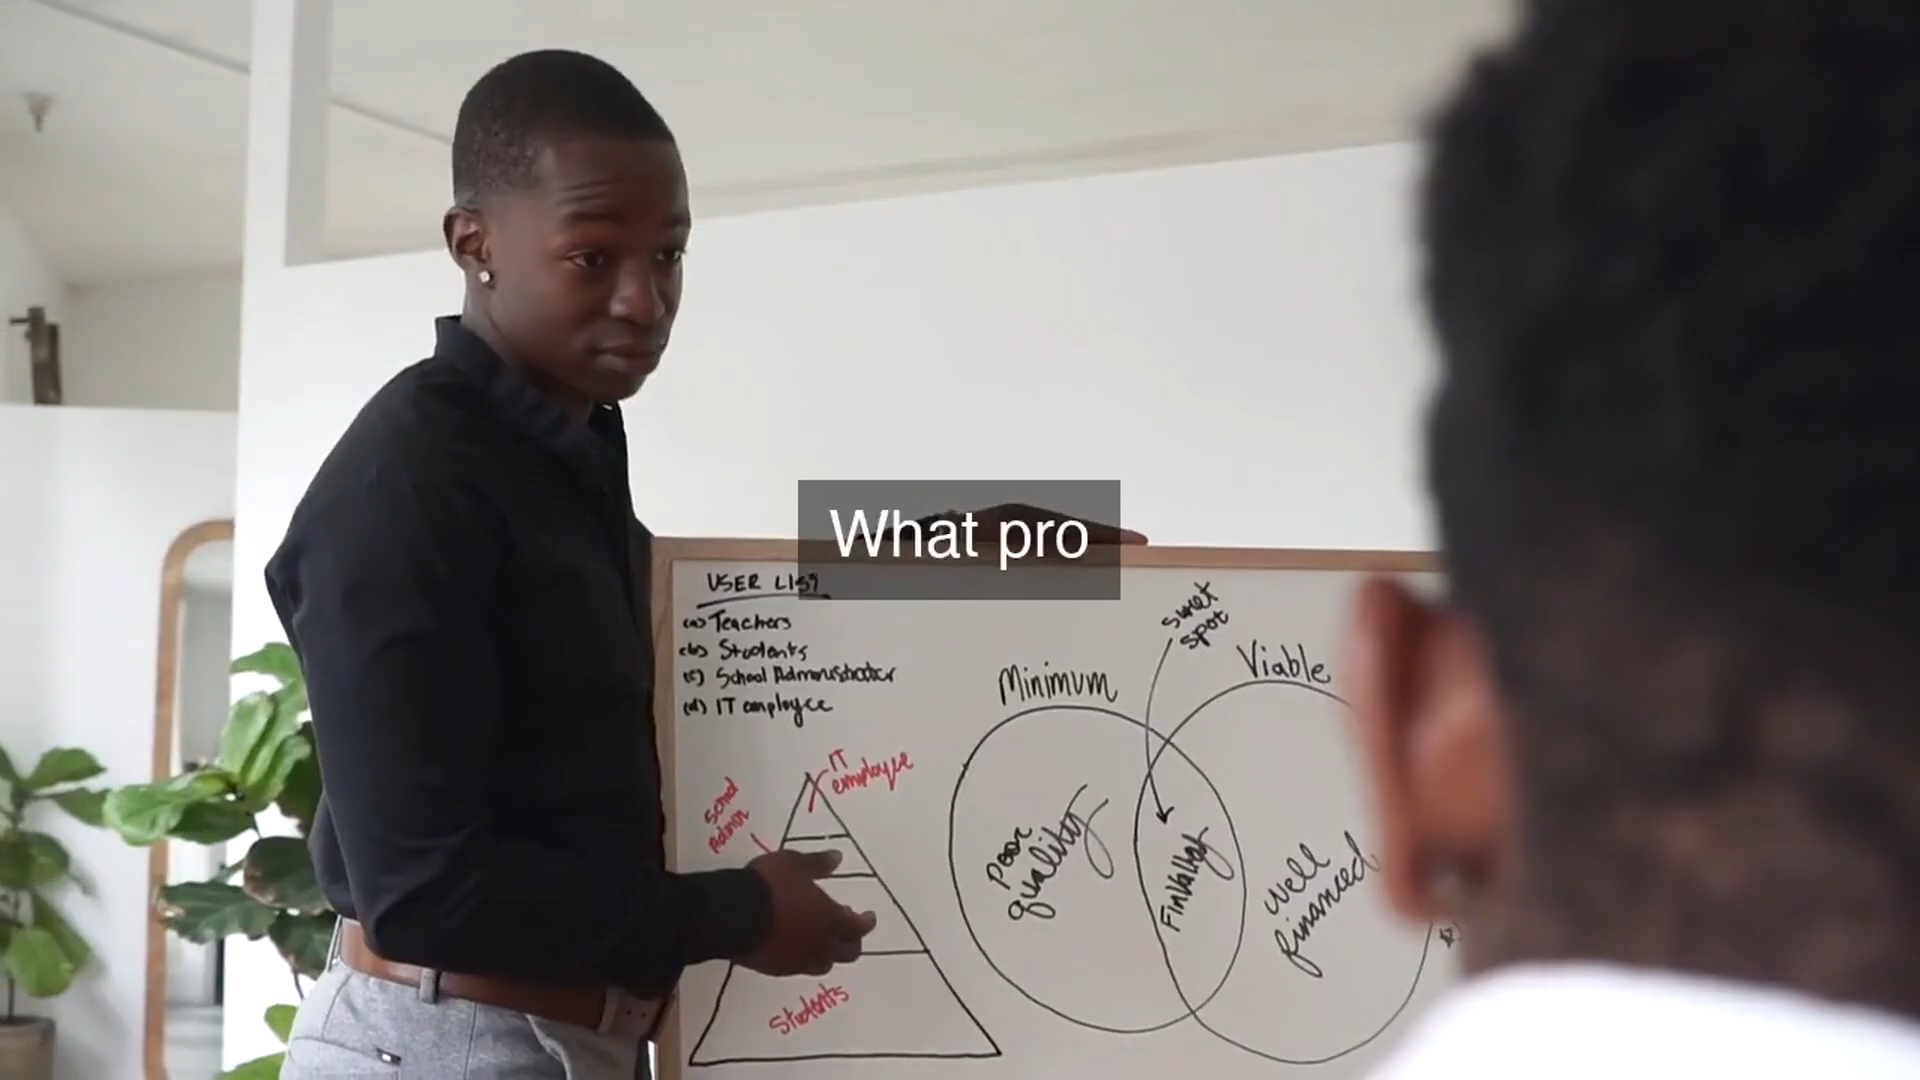 What pro
USER LIST
(a) Teachers
(b) Students
(c) School Administrator
(d) IT employee
IT
employee
School
Admin
Students
sweet
spot
Minimum
Viable
Poor
quality
well
financed